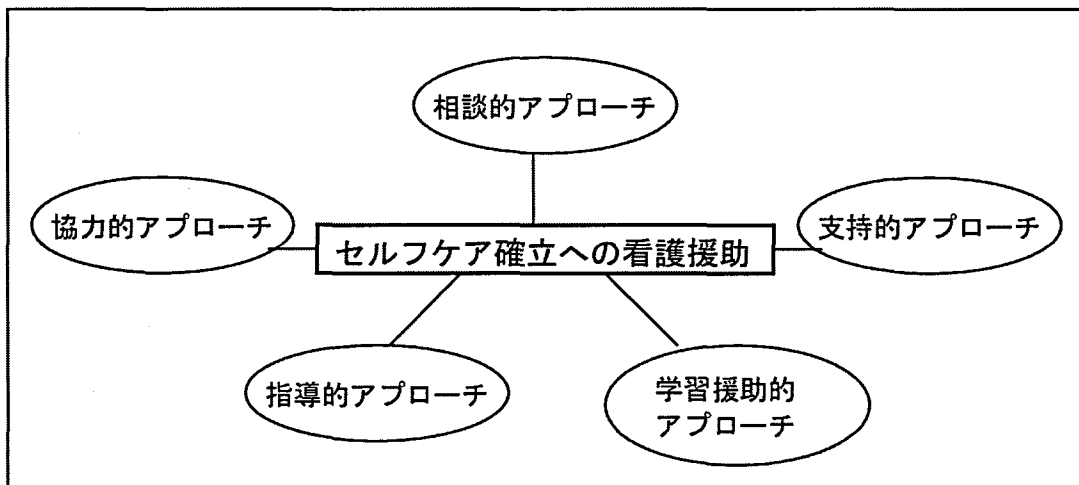 相談的アプローチ
協力的アプローチ
支持的アプローチ
セルフケア確立への看護援助
指導的アプローチ
学習援助的
アプローチ